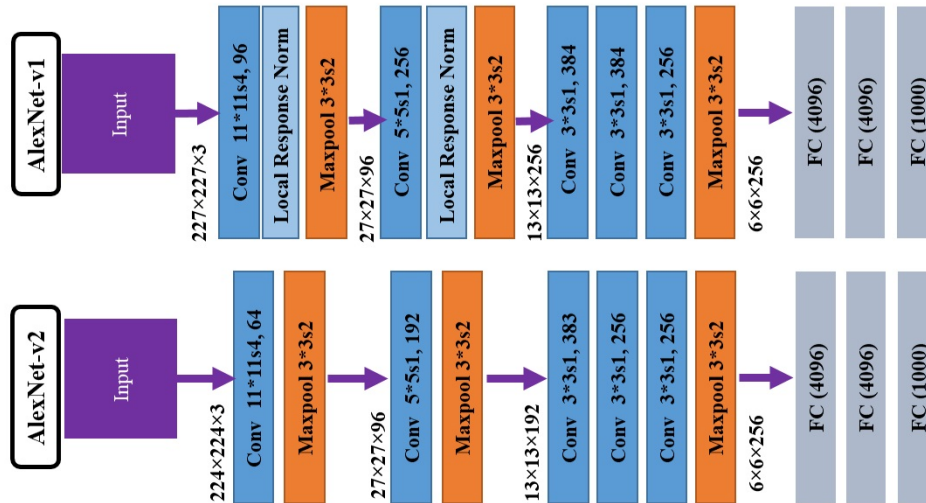 AlexNet-v1
Input
227×227×3
Conv 11*11s4, 96
Local Response Norm
Maxpool 3*3s2
27×27×96
Conv 5*5s1, 256
Local Response Norm
Maxpool 3*3s2
13×13×256
Conv 3*3s1, 384
Conv 3*3s1, 384
Conv 3*3s1, 256
Maxpool 3*3s2
6×6×256
FC (4096)
FC (4096)
FC (1000)
AlexNet-v2
Input
224×224×3
Conv 11*11s4, 64
Maxpool 3*3s2
27×27×96
Conv 5*5s1, 192
Maxpool 3*3s2
13×13×192
Conv 3*3s1, 383
Conv 3*3s1, 256
Conv 3*3s1, 256
Maxpool 3*3s2
6×6×256
FC (4096)
FC (4096)
FC (1000)